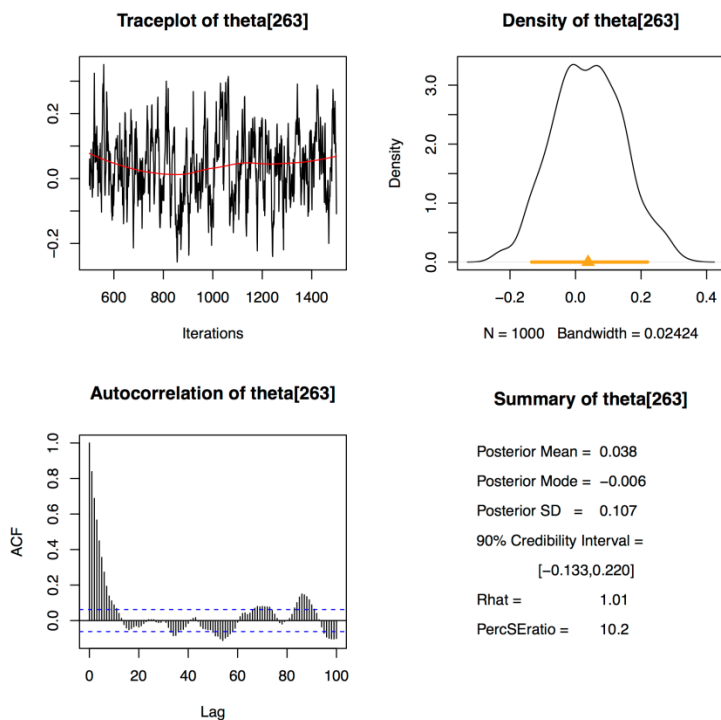 Traceplot of theta[263]
0.2
0.0
−0.2
600 800 1000 1200 1400
Iterations
Density of theta[263]
Density
3.0
2.0
1.0
0.0
−0.2 0.0 0.2 0.4
N = 1000 Bandwidth = 0.02424
Autocorrelation of theta[263]
ACF
1.0
0.8
0.6
0.4
0.2
0.0
0 20 40 60 80 100
Lag
Summary of theta[263]
Posterior Mean = 0.038
Posterior Mode = −0.006
Posterior SD = 0.107
90% Credibility Interval =
[−0.133,0.220]
Rhat = 1.01
PercSEratio = 10.2